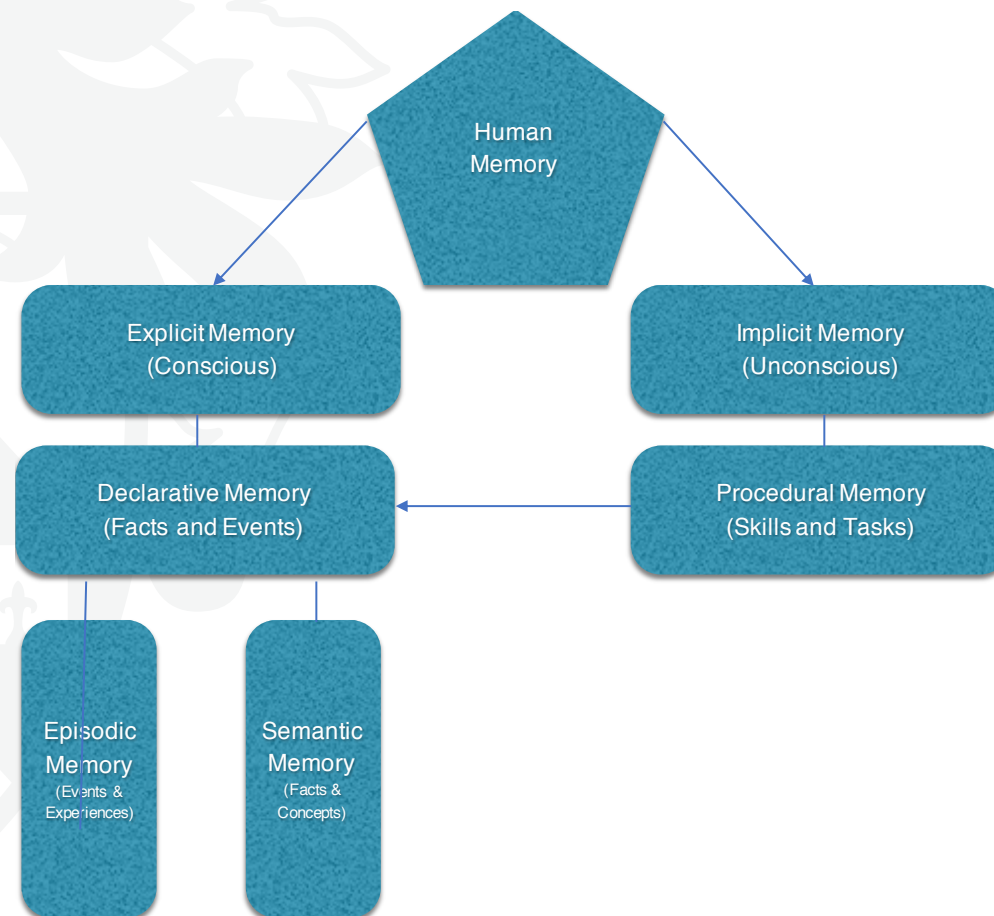 Human
Memory
Explicit Memory
(Conscious)
Implicit Memory
(Unconscious)
Declarative Memory
(Facts and Events)
Procedural Memory
(Skills and Tasks)
Episodic
Memory
(Events &
Experiences)
Semantic
Memory
(Facts &
Concepts)